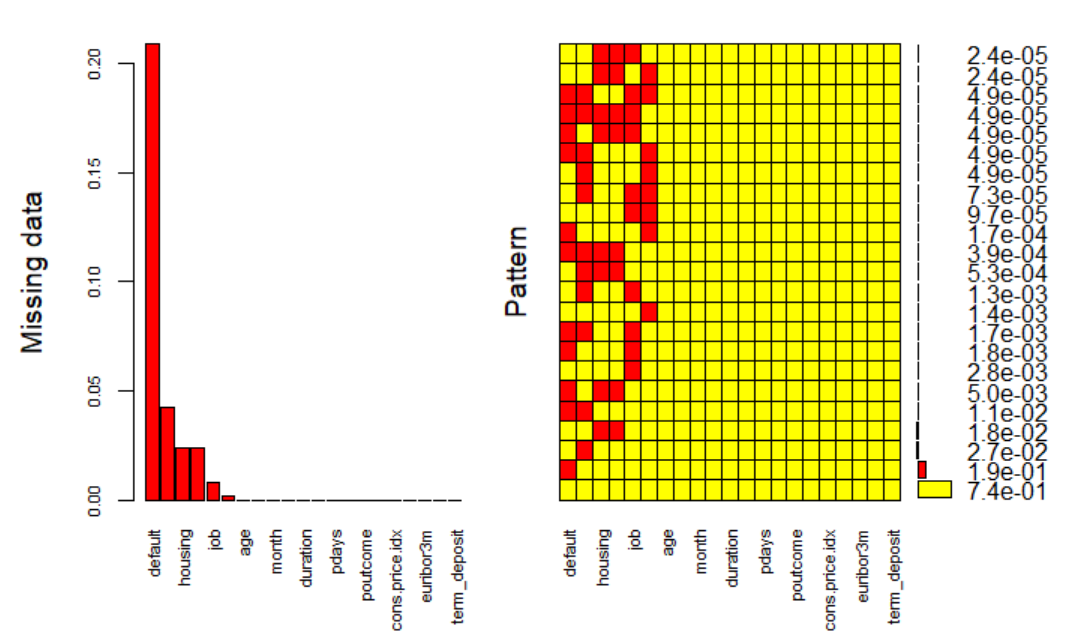 Missing data
0.20
0.15
0.10
0.05
0.00
default
housing
job
age
month
duration
pdays
poutcome
cons.price.idx
euribor3m
term_deposit
Pattern
default
housing
job
age
month
duration
pdays
poutcome
cons.price.idx
euribor3m
term_deposit
2.4e-05
2.4e-05
4.9e-05
4.9e-05
4.9e-05
4.9e-05
4.9e-05
7.3e-05
9.7e-05
1.7e-04
3.9e-04
5.3e-04
1.3e-03
1.4e-03
1.7e-03
1.8e-03
2.8e-03
5.0e-03
1.1e-02
1.8e-02
2.7e-02
1.9e-01
7.4e-01